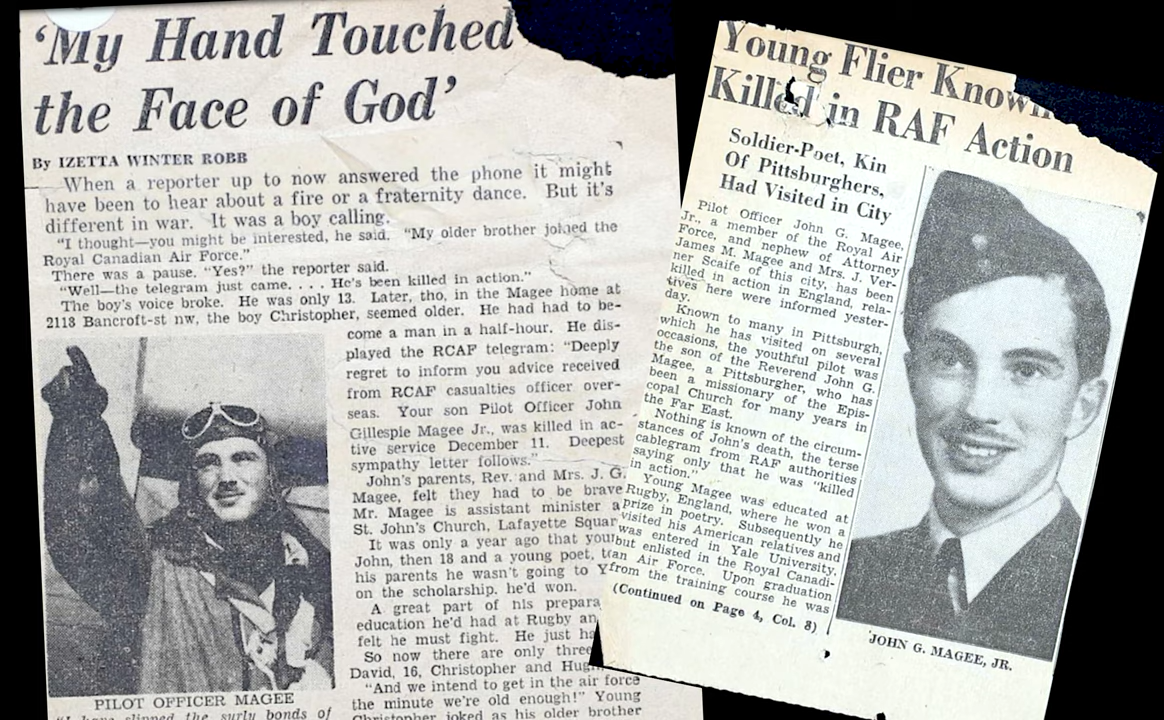 'My Hand Touched
the Face of God'
By IZETTA WINTER ROBB
When a reporter up to now answered the phone it might
have been to hear about a fire or a fraternity dance. But it's
different in war. It was a boy calling.
"I thought—you might be interested, he said. "My older brother joined the
Royal Canadian Air Force."
There was a pause. "Yes?" the reporter said.
"Well—the telegram just came. . . . He's been killed in action."
The boy's voice broke. He was only 13. Later, tho, in the Magee home at
2118 Bancroft-st nw, the boy Christopher, seemed older. He had had to be-
come a man in a half-hour. He dis-
played the RCAF telegram: "Deeply
regret to inform you advice received
from RCAF casualties officer over-
seas. Your son Pilot Officer John
Gillespie Magee Jr., was killed in ac-
tive service December 11. Deepest
sympathy letter follows."
John's parents, Rev. and Mrs. J. G.
Magee, felt they had to be brave
Mr. Magee is assistant minister a
St. John's Church, Lafayette Squar
It was only a year ago that your
John, then 18 and a young poet, t
his parents he wasn't going to Y
on the scholarship. he'd won.
A great part of his prepara
education he'd had at Rugby an
felt he must fight. He just ha
So now there are only three
David, 16, Christopher and Hugh
"And we intend to get in the air force
the minute we're old enough!" Young
Christopher joked as his older brother
PILOT OFFICER MAGEE
"I have slipped the surly bonds of
Young Flier Known
Killed in RAF Action
Soldier-Poet, Kin
Of Pittsburghers,
Had Visited in City
Pilot Officer John G. Magee,
Jr., a member of the Royal Air
Force, and nephew of Attorney
James M. Magee and Mrs. J. Ver-
ner Scaife of this city, has been
killed in action in England, rela-
tives here were informed yester-
day.
Known to many in Pittsburgh,
which he has visited on several
occasions, the youthful pilot was
the son of the Reverend John G.
Magee, a Pittsburgher, who has
been a missionary of the Epis-
copal Church for many years in
the Far East.
Nothing is known of the circum-
stances of John's death, the terse
cablegram from RAF authorities
saying only that he was "killed
in action."
Young Magee was educated at
Rugby, England, where he won a
prize in poetry. Subsequently he
visited his American relatives and
was entered in Yale University,
but enlisted in the Royal Canadi-
an Air Force. Upon graduation
from the training course he was
(Continued on Page 4, Col. 8)
JOHN G. MAGEE, JR.